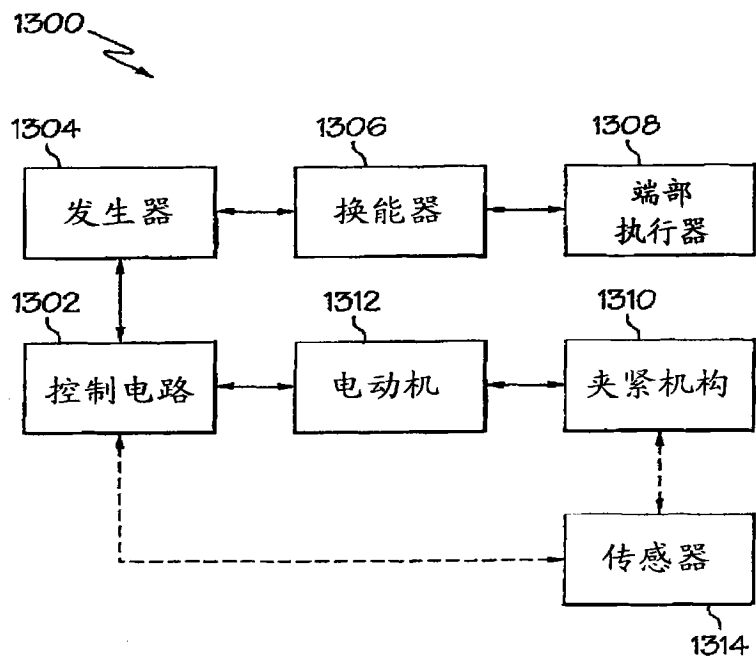 1300
1304
1306
1308
发生器
换能器
端部
执行器
1302
1312
1310
控制电路
电动机
夹紧机构
传感器
1314